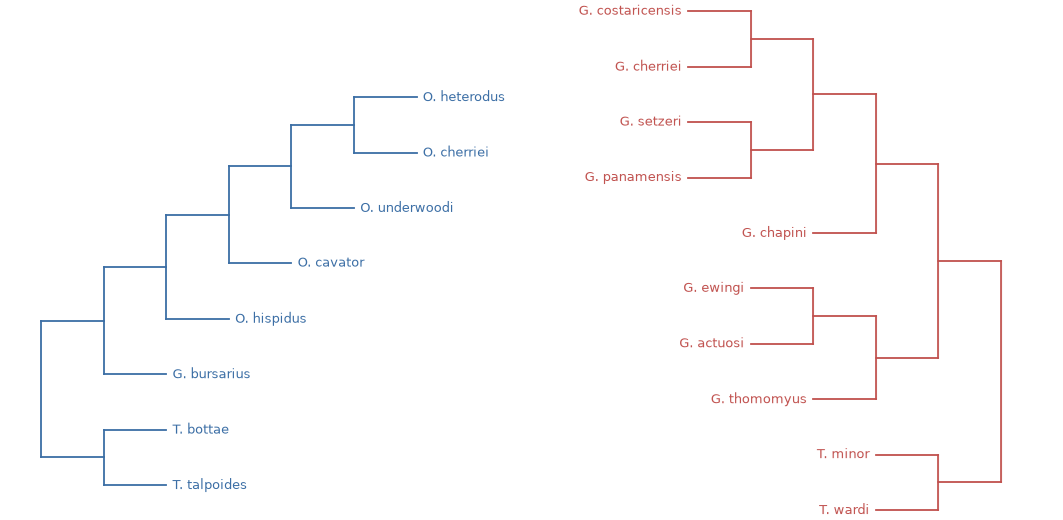 O. heterodus
O. cherriei
O. underwoodi
O. cavator
O. hispidus
G. bursarius
T. bottae
T. talpoides
G. costaricensis
G. cherriei
G. setzeri
G. panamensis
G. chapini
G. ewingi
G. actuosi
G. thomomyus
T. minor
T. wardi